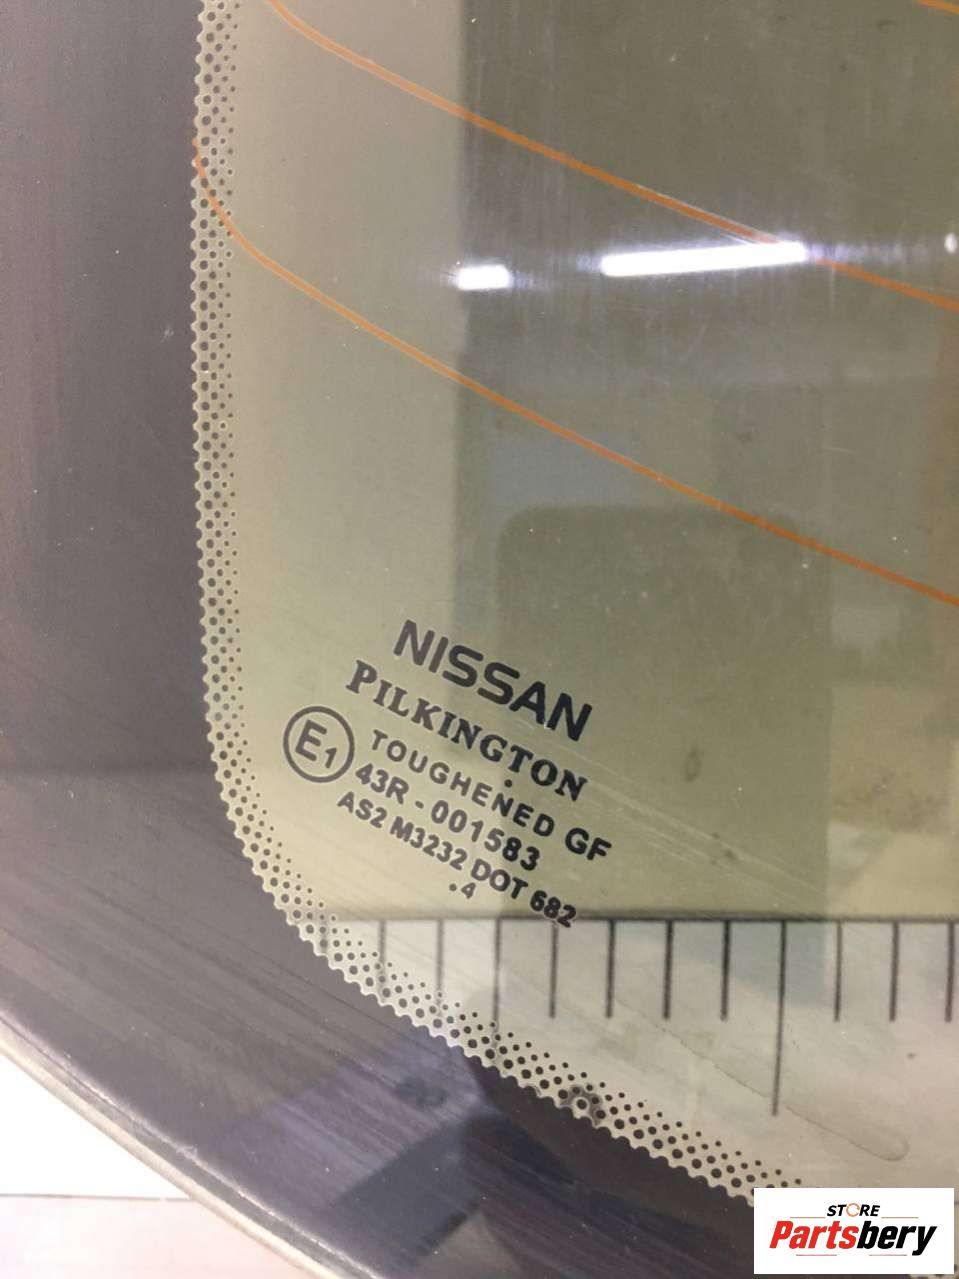 NISSAN
PILKINGTON
E1
TOUGHENED GF
43R - 001583
AS2 M3232 DOT 682
.4
STORE
Partsbery